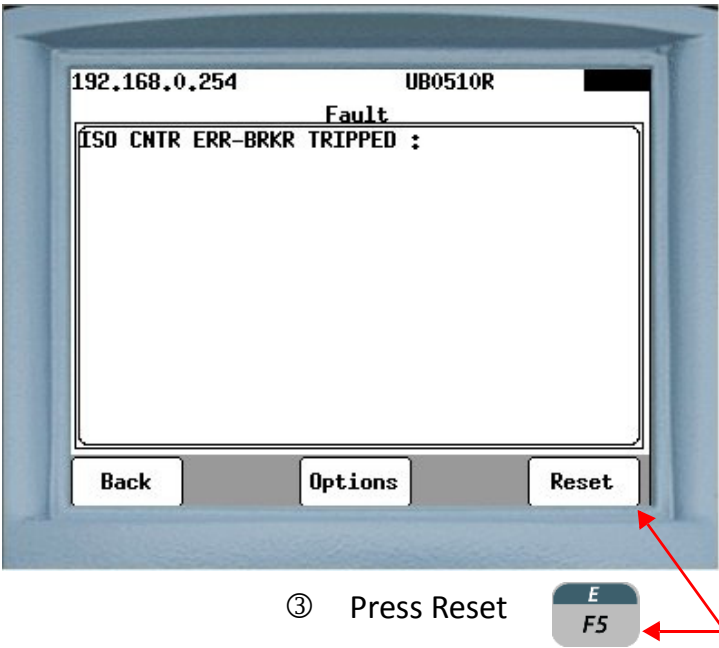 192.168.0.254 UB0510R
Fault
ISO CNTR ERR-BRKR TRIPPED :
Back Options Reset
③ Press Reset
E
F5